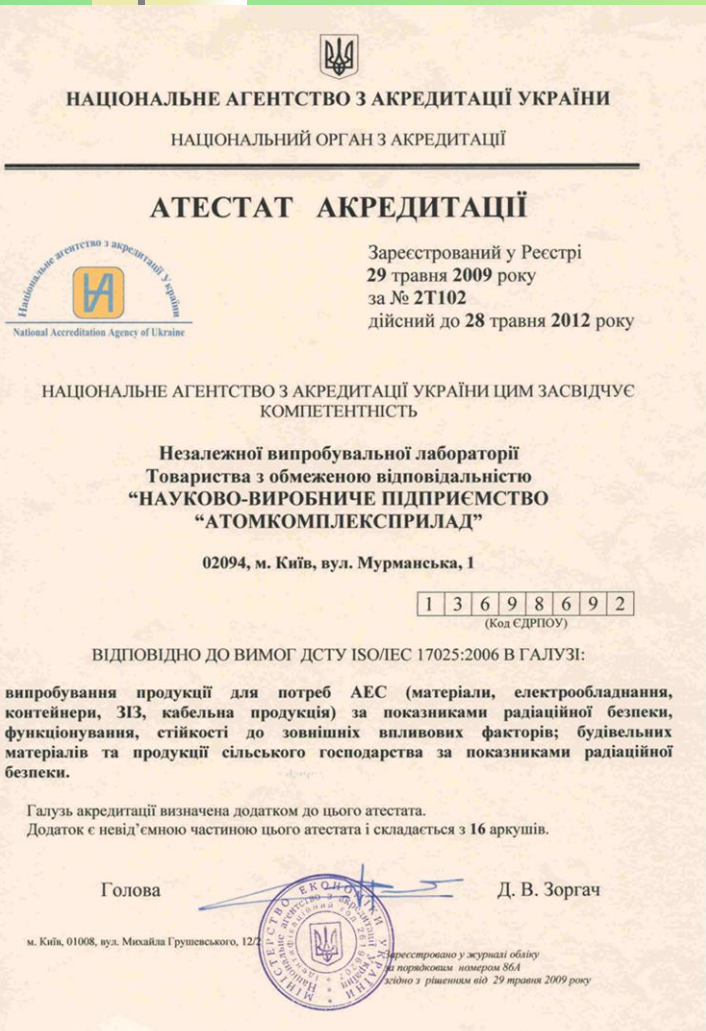 НАЦІОНАЛЬНЕ АГЕНТСТВО З АКРЕДИТАЦІЇ УКРАЇНИ
НАЦІОНАЛЬНИЙ ОРГАН З АКРЕДИТАЦІЇ
АТЕСТАТ АКРЕДИТАЦІЇ
Національне агентство з акредитації України
National Accreditation Agency of Ukraine
Зареєстрований у Реєстрі
29 травня 2009 року
за № 2Т102
дійсний до 28 травня 2012 року
НАЦІОНАЛЬНЕ АГЕНТСТВО З АКРЕДИТАЦІЇ УКРАЇНИ ЦИМ ЗАСВІДЧУЄ
КОМПЕТЕНТНІСТЬ
Незалежної випробувальної лабораторії
Товариства з обмеженою відповідальністю
“НАУКОВО-ВИРОБНИЧЕ ПІДПРИЄМСТВО
“АТОМКОМПЛЕКСПРИЛАД”
02094, м. Київ, вул. Мурманська, 1
1 3 6 9 8 6 9 2
(Код ЄДРПОУ)
ВІДПОВІДНО ДО ВИМОГ ДСТУ ISO/IEC 17025:2006 В ГАЛУЗІ:
випробування продукції для потреб АЕС (матеріали, електрообладнання,
контейнери, ЗІЗ, кабельна продукція) за показниками радіаційної безпеки,
функціонування, стійкості до зовнішніх впливових факторів; будівельних
матеріалів та продукції сільського господарства за показниками радіаційної
безпеки.
Галузь акредитації визначена додатком до цього атестата.
Додаток є невід’ємною частиною цього атестата і складається з 16 аркушів.
Голова
Д. В. Зоргач
МІНІСТЕРСТВО ЕКОНОМІКИ УКРАЇНИ
Національне агентство з акредитації України
м. Київ, 01008, вул. Михайла Грушевського, 12/2
Зареєстровано у журналі обліку
за порядковим номером 86А
згідно з рішенням від 29 травня 2009 року